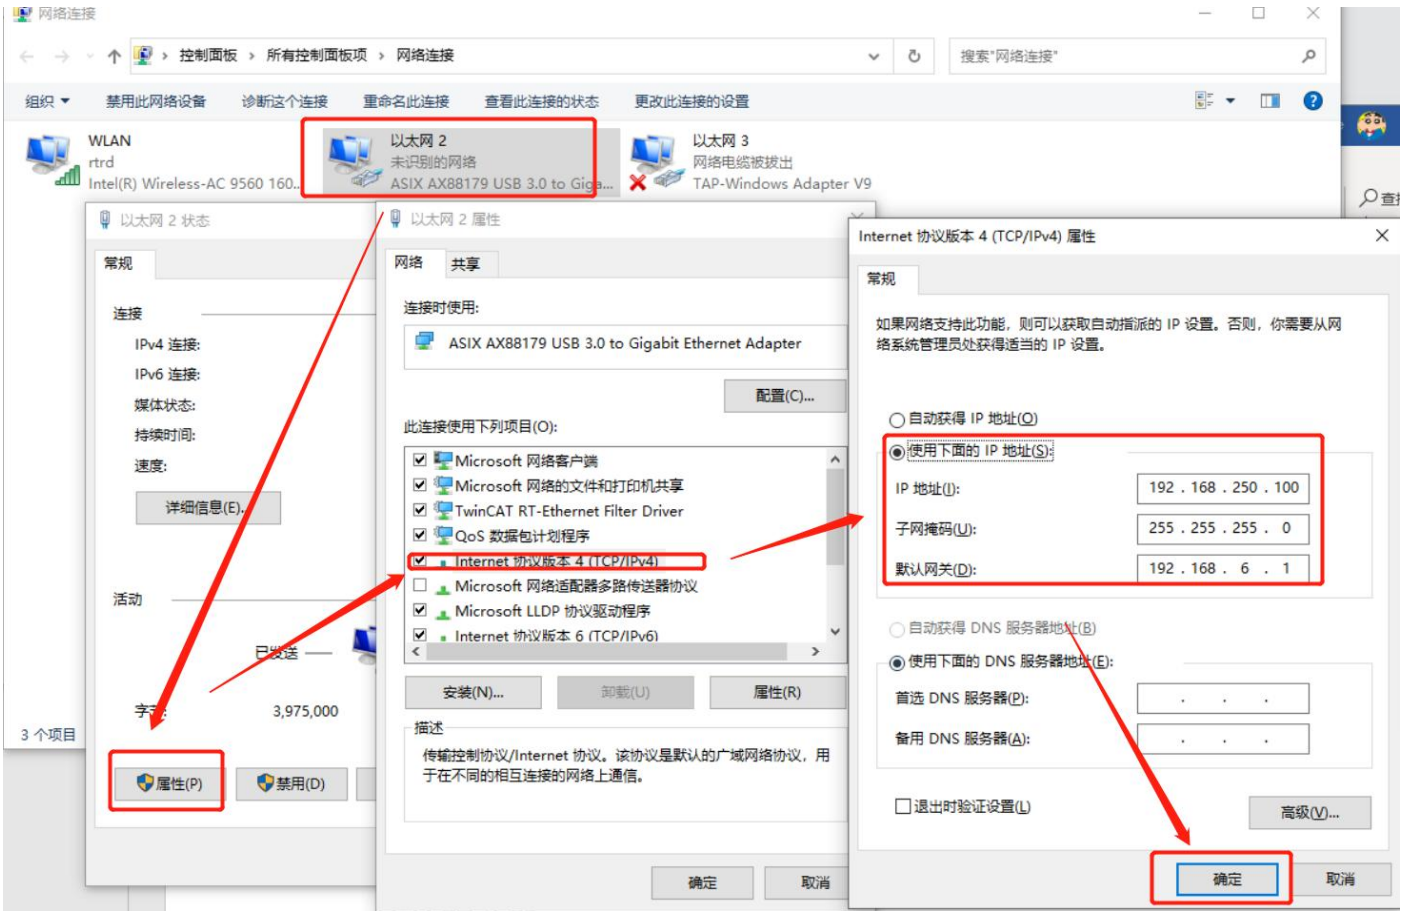 网络连接
控制面板 › 所有控制面板项 › 网络连接
搜索"网络连接"
组织 禁用此网络设备 诊断这个连接 重命名此连接 查看此连接的状态 更改此连接的设置
WLAN
rtrd
Intel(R) Wireless-AC 9560 160...
以太网 2
未识别的网络
ASIX AX88179 USB 3.0 to Giga...
以太网 3
网络电缆被拔出
TAP-Windows Adapter V9
3 个项目
以太网 2 状态
常规
连接
IPv4 连接:
IPv6 连接:
媒体状态:
持续时间:
速度:
详细信息(E)...
活动
已发送
3,975,000
属性(P)
禁用(D)
以太网 2 属性
网络 共享
连接时使用:
ASIX AX88179 USB 3.0 to Gigabit Ethernet Adapter
配置(C)...
此连接使用下列项目(O):
Microsoft 网络客户端
Microsoft 网络的文件和打印机共享
TwinCAT RT-Ethernet Filter Driver
QoS 数据包计划程序
Internet 协议版本 4 (TCP/IPv4)
Microsoft 网络适配器多路传送器协议
Microsoft LLDP 协议驱动程序
Internet 协议版本 6 (TCP/IPv6)
安装(N)... 卸载(U) 属性(R)
描述
传输控制协议/Internet 协议。该协议是默认的广域网络协议，用
于在不同的相互连接的网络上通信。
确定 取消
Internet 协议版本 4 (TCP/IPv4) 属性
常规
如果网络支持此功能，则可以获取自动指派的 IP 设置。否则，你需要从网
络系统管理员处获得适当的 IP 设置。
自动获得 IP 地址(O)
使用下面的 IP 地址(S):
IP 地址(I): 192 . 168 . 250 . 100
子网掩码(U): 255 . 255 . 255 . 0
默认网关(D): 192 . 168 . 6 . 1
自动获得 DNS 服务器地址(B)
使用下面的 DNS 服务器地址(E):
首选 DNS 服务器(P): . . .
备用 DNS 服务器(A): . . .
退出时验证设置(L)
高级(V)...
确定 取消